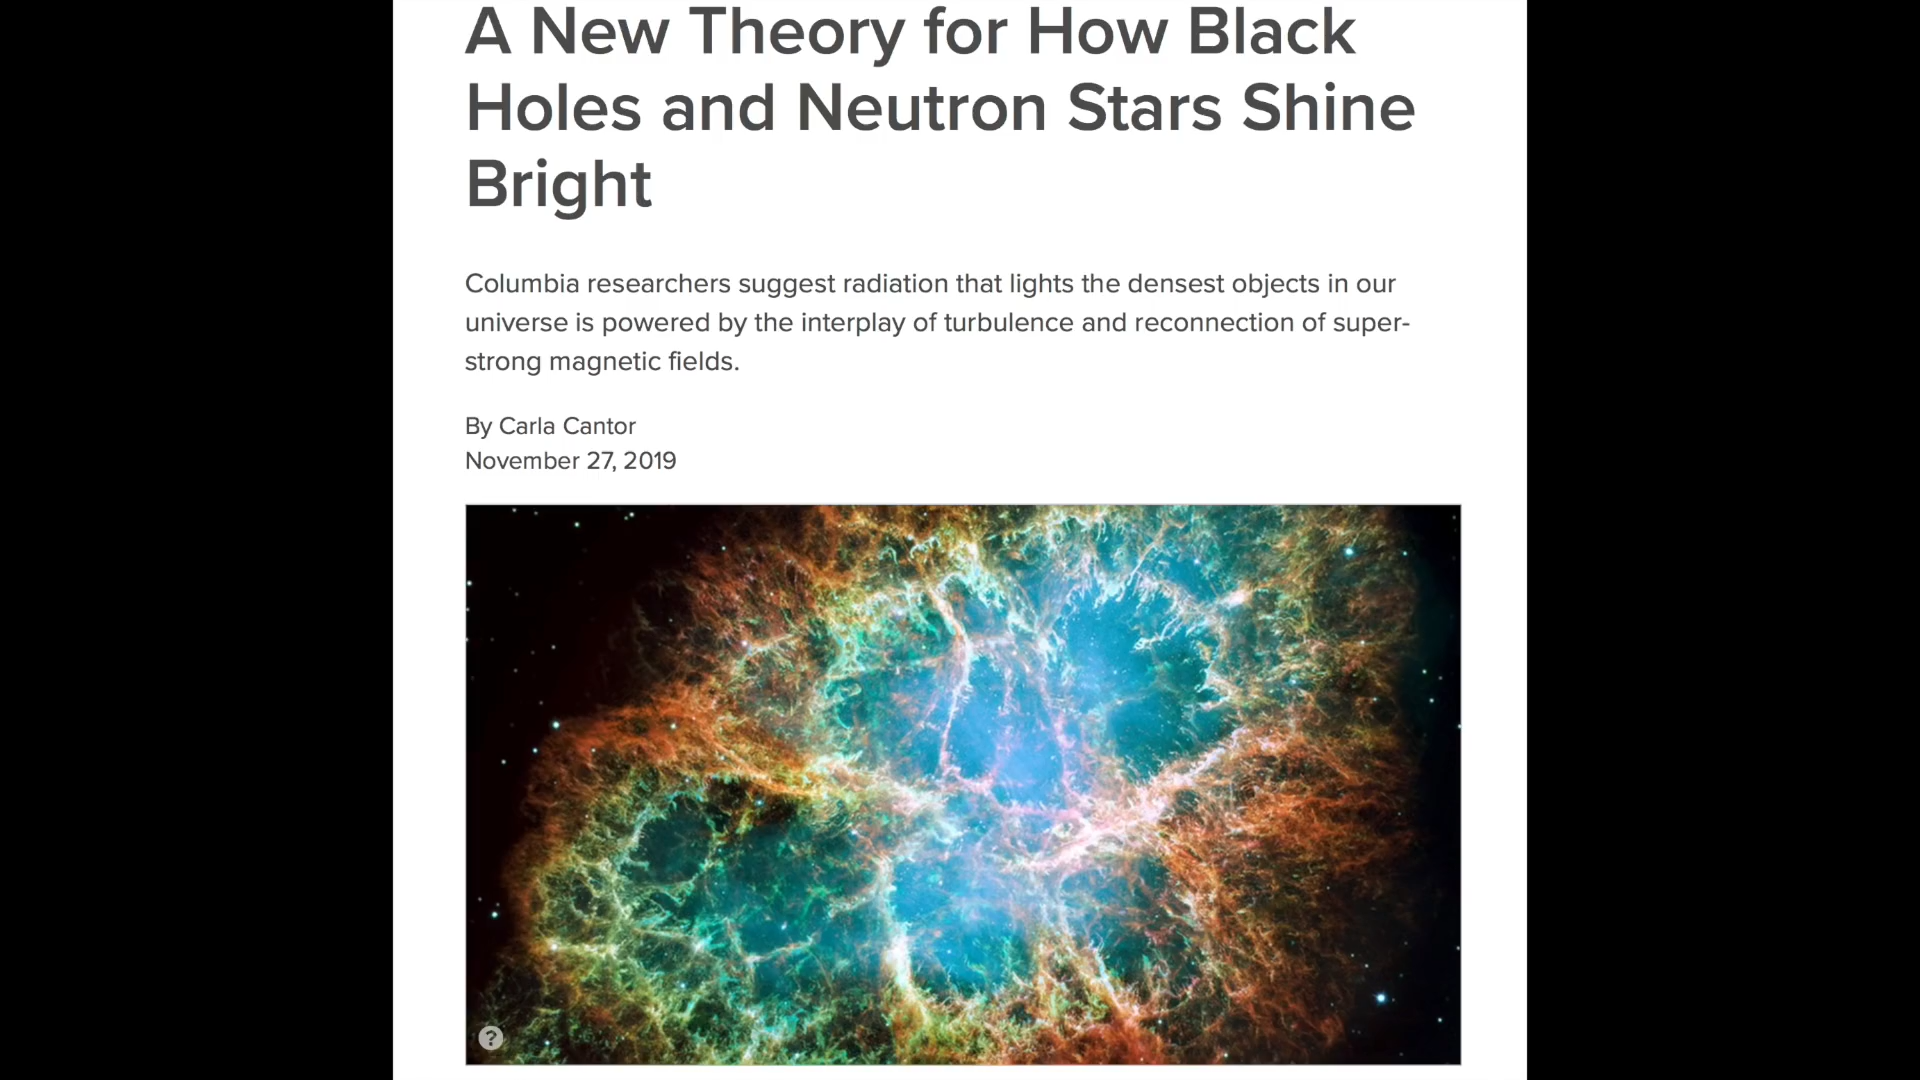 A New Theory for How Black
Holes and Neutron Stars Shine
Bright
Columbia researchers suggest radiation that lights the densest objects in our
universe is powered by the interplay of turbulence and reconnection of super-
strong magnetic fields.
By Carla Cantor
November 27, 2019
?